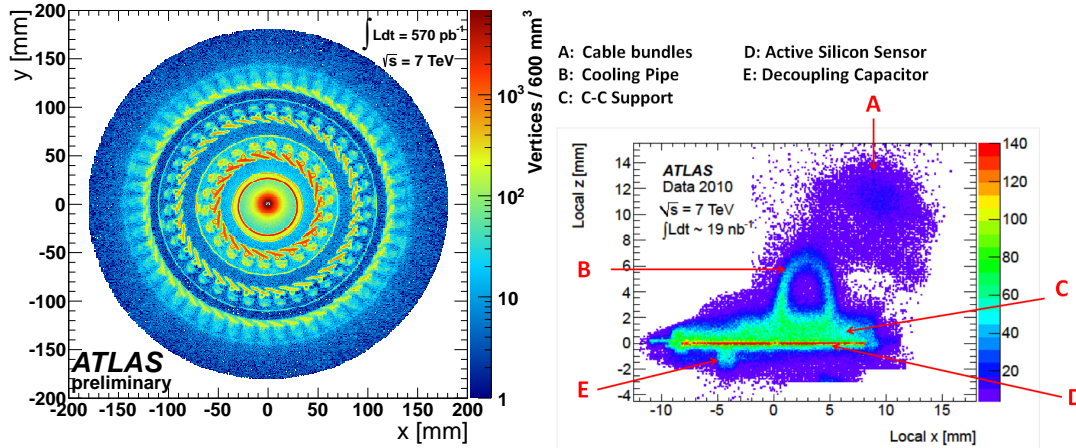 y [mm]
200
150
100
50
0
-50
-100
-150
-200
∫ Ldt = 570 pb⁻¹
√s = 7 TeV
ATLAS
preliminary
-200 -150 -100 -50 0 50 100 150 200
x [mm]
10³
10²
10
1
Vertices / 600 mm³
A: Cable bundles
B: Cooling Pipe
C: C-C Support
D: Active Silicon Sensor
E: Decoupling Capacitor
A
B
C
D
E
Local z [mm]
14
12
10
8
6
4
2
0
-2
-4
ATLAS
Data 2010
√s = 7 TeV
∫Ldt ~ 19 nb⁻¹
-10 -5 0 5 10 15
Local x [mm]
140
120
100
80
60
40
20